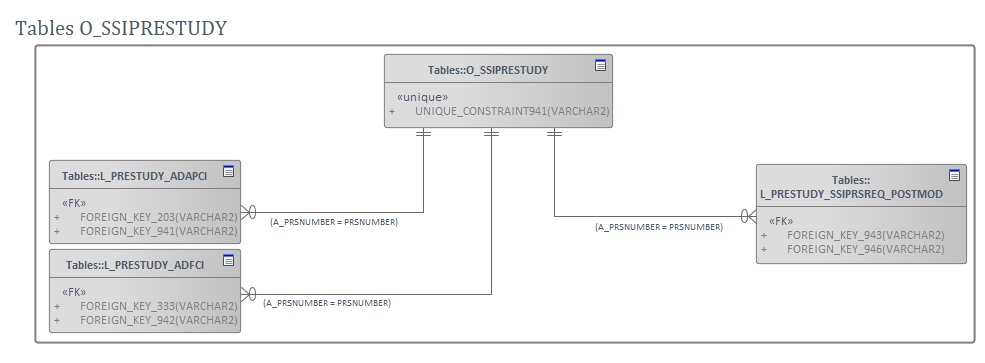 Tables O_SSIPRESTUDY
Tables::O_SSIPRESTUDY
«unique»
+ UNIQUE_CONSTRAINT941(VARCHAR2)
Tables::L_PRESTUDY_ADAPCI
«FK»
+ FOREIGN_KEY_203(VARCHAR2)
+ FOREIGN_KEY_941(VARCHAR2)
(A_PRSNUMBER = PRSNUMBER)
Tables::
L_PRESTUDY_SSIPRSREQ_POSTMOD
«FK»
+ FOREIGN_KEY_943(VARCHAR2)
+ FOREIGN_KEY_946(VARCHAR2)
(A_PRSNUMBER = PRSNUMBER)
Tables::L_PRESTUDY_ADFCI
«FK»
+ FOREIGN_KEY_333(VARCHAR2)
+ FOREIGN_KEY_942(VARCHAR2)
(A_PRSNUMBER = PRSNUMBER)